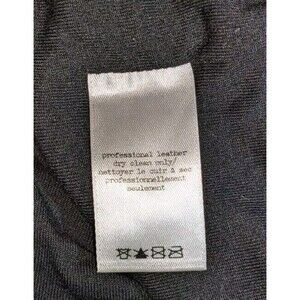 professional leather
dry clean only/
nettoyer le cuir à sec
professionnellement
seulement